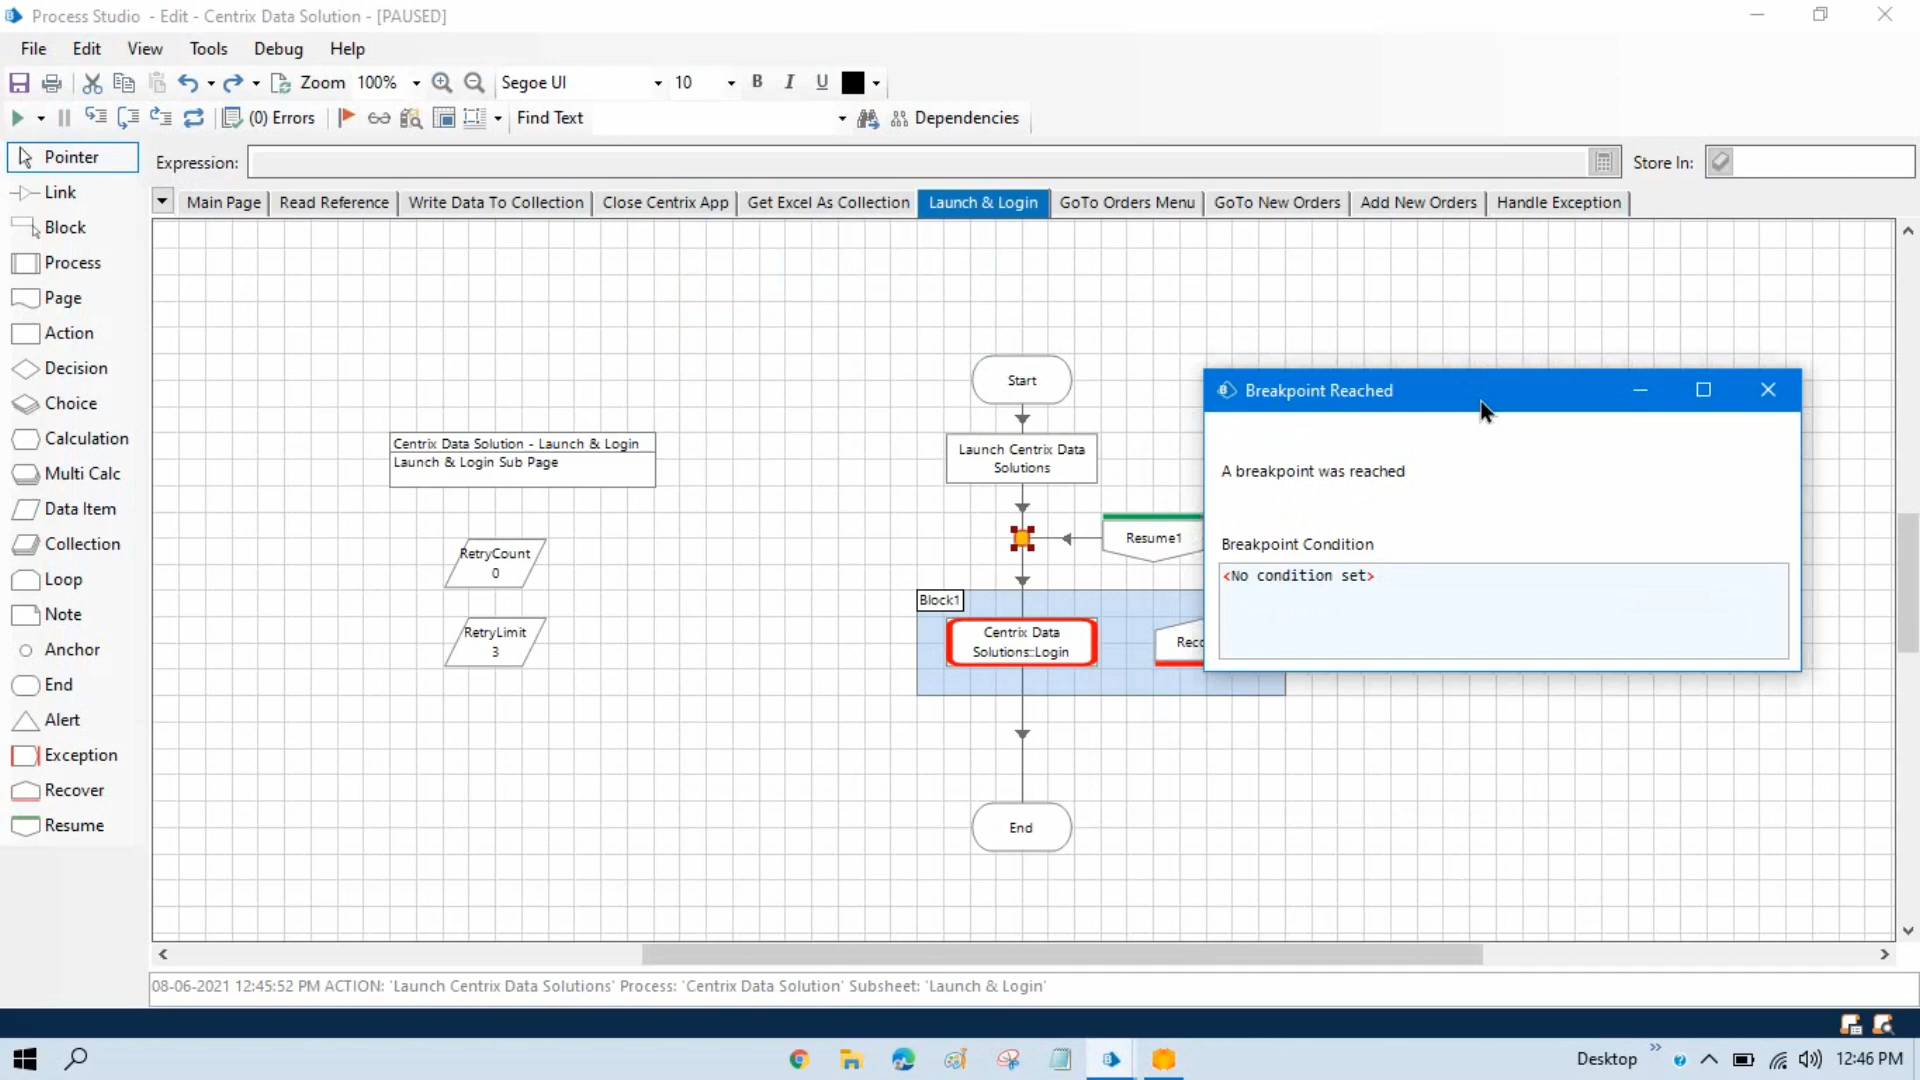 Process Studio - Edit - Centrix Data Solution - [PAUSED]
File Edit View Tools Debug Help
Zoom 100% Segoe UI 10 B I U
(0) Errors Find Text Dependencies
Pointer
Expression: Store In:
Link
Main Page Read Reference Write Data To Collection Close Centrix App Get Excel As Collection Launch & Login GoTo Orders Menu GoTo New Orders Add New Orders Handle Exception
Block
Process
Page
Action
Decision
Choice
Calculation
Multi Calc
Data Item
Collection
Loop
Note
Anchor
End
Alert
Exception
Recover
Resume
Start
Launch Centrix Data
Solutions
Centrix Data Solution - Launch & Login
Launch & Login Sub Page
RetryCount
0
RetryLimit
3
Resume1
Block1
Centrix Data
Solutions::Login
End
Breakpoint Reached
A breakpoint was reached
Breakpoint Condition
<No condition set>
08-06-2021 12:45:52 PM ACTION: 'Launch Centrix Data Solutions' Process: 'Centrix Data Solution' Subsheet: 'Launch & Login'
Desktop 12:46 PM